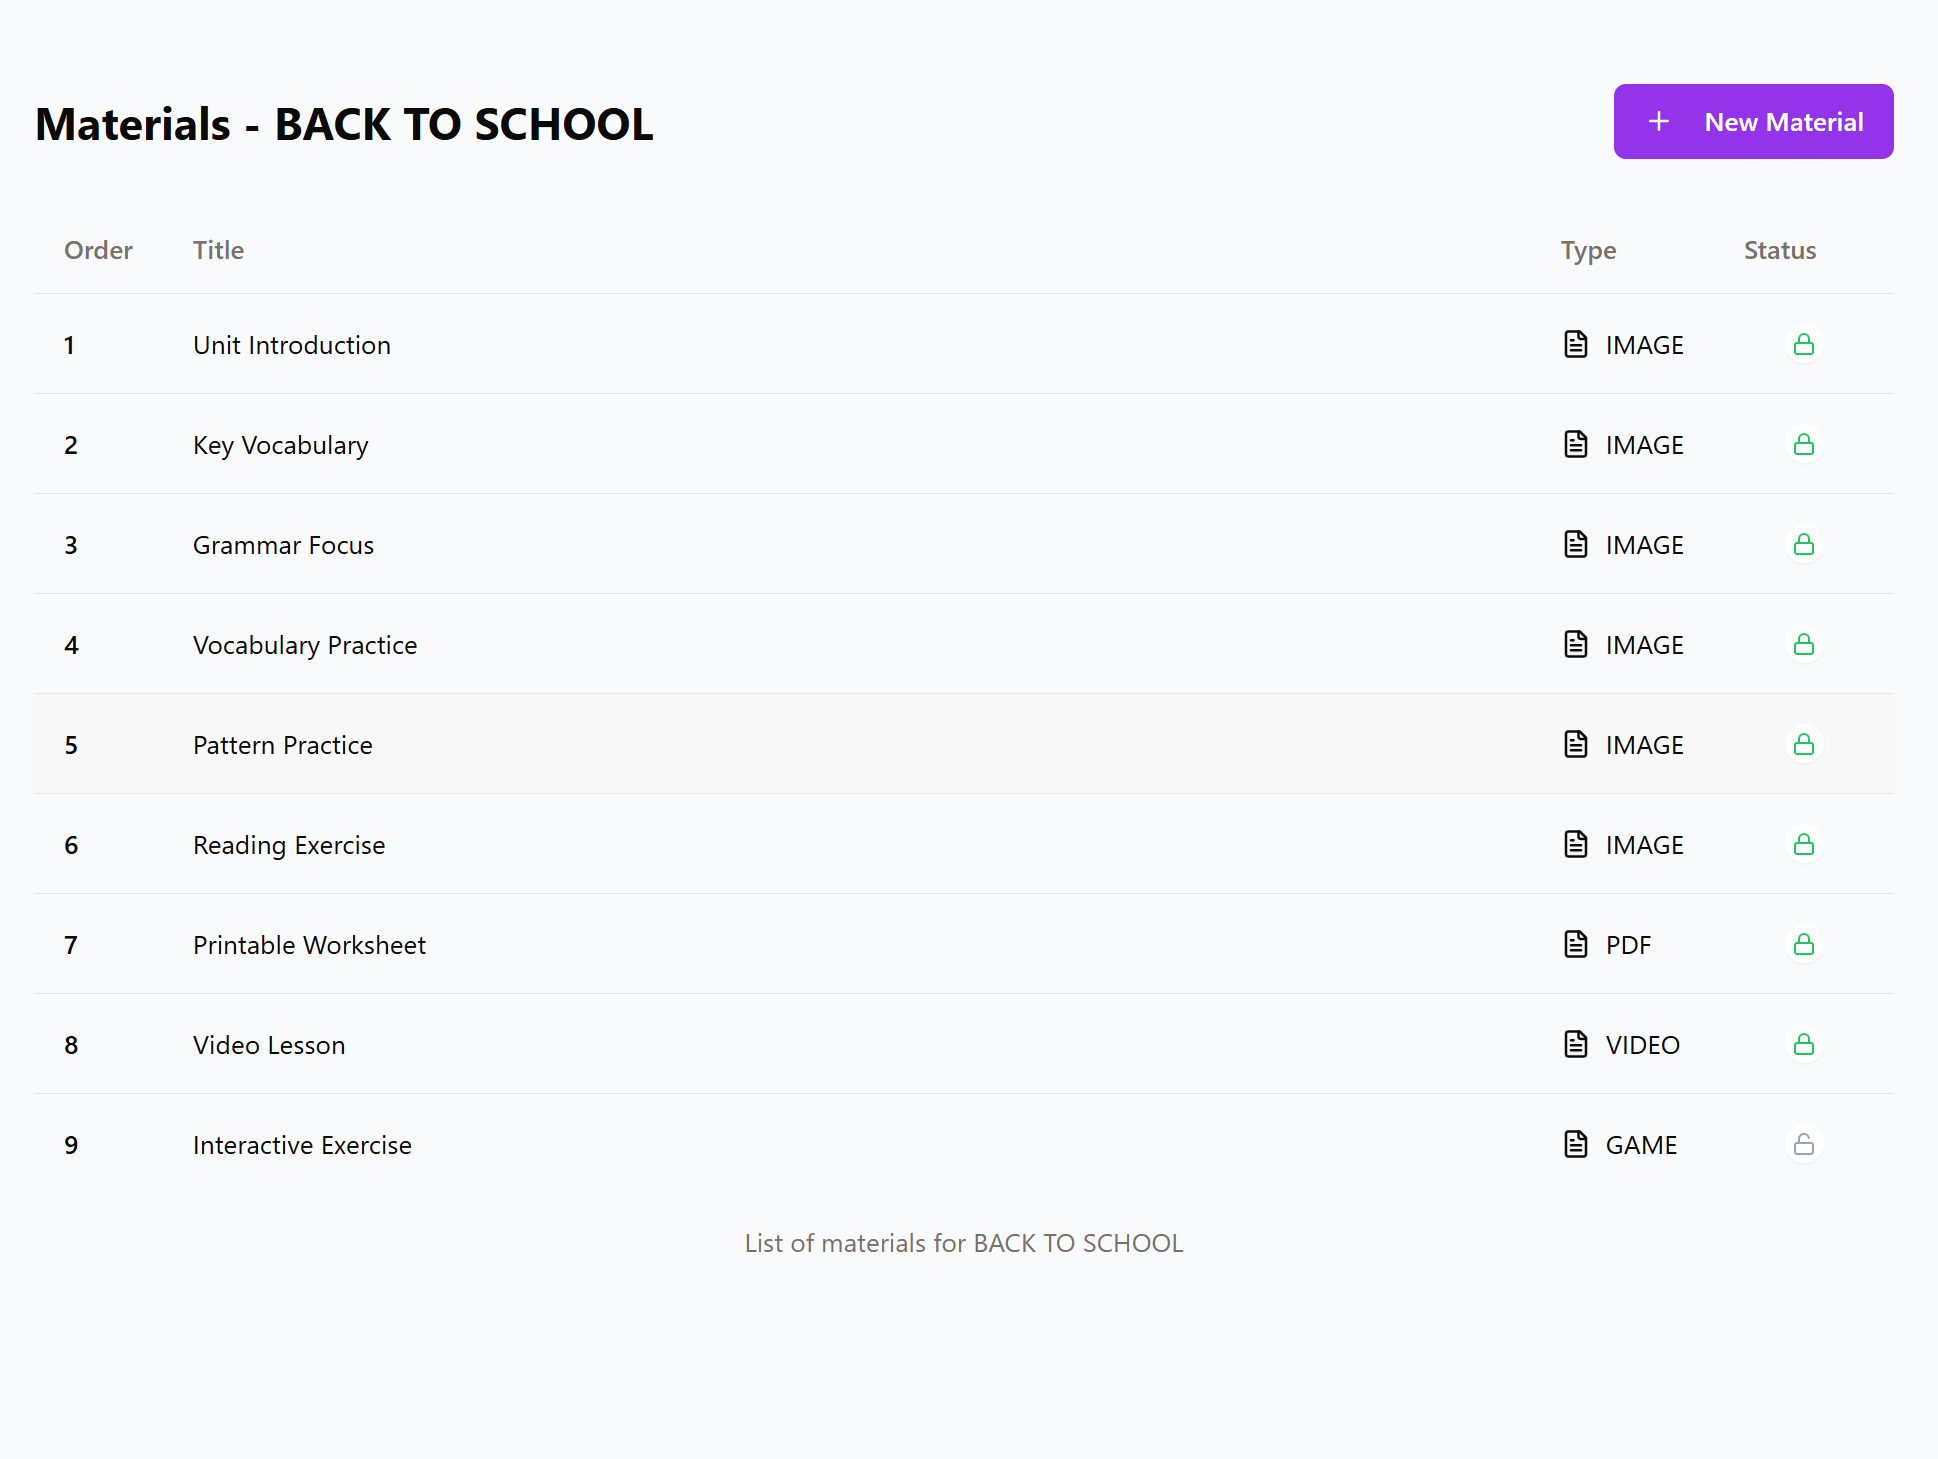 Materials - BACK TO SCHOOL
New Material
Order Title Type Status
1 Unit Introduction IMAGE
2 Key Vocabulary IMAGE
3 Grammar Focus IMAGE
4 Vocabulary Practice IMAGE
5 Pattern Practice IMAGE
6 Reading Exercise IMAGE
7 Printable Worksheet PDF
8 Video Lesson VIDEO
9 Interactive Exercise GAME
List of materials for BACK TO SCHOOL